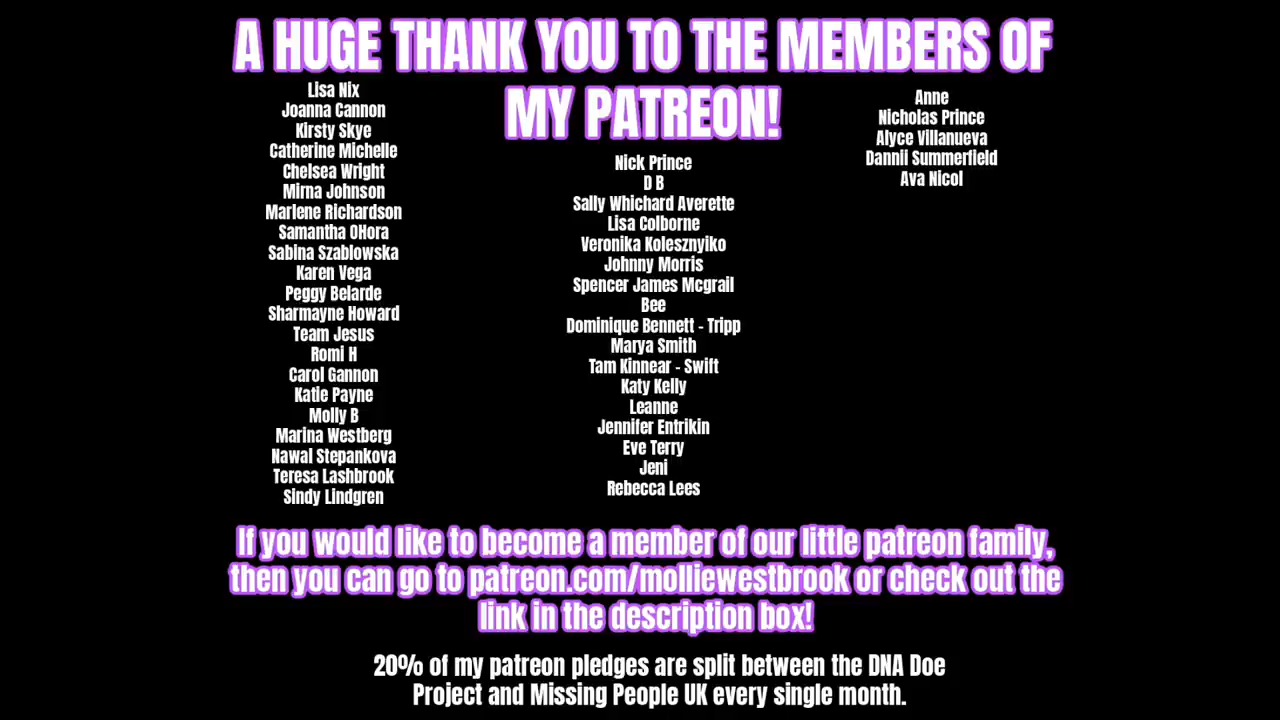 A HUGE THANK YOU TO THE MEMBERS OF
MY PATREON!
Lisa Nix
Joanna Cannon
Kirsty Skye
Catherine Michelle
Chelsea Wright
Mirna Johnson
Marlene Richardson
Samantha OHora
Sabina Szablowska
Karen Vega
Peggy Belarde
Sharmayne Howard
Team Jesus
Romi H
Carol Gannon
Katie Payne
Molly B
Marina Westberg
Nawal Stepankova
Teresa Lashbrook
Sindy Lindgren
Nick Prince
D B
Sally Whichard Averette
Lisa Colborne
Veronika Kolesznyiko
Johnny Morris
Spencer James Mcgrail
Bee
Dominique Bennett - Tripp
Marya Smith
Tam Kinnear - Swift
Katy Kelly
Leanne
Jennifer Entrikin
Eve Terry
Jeni
Rebecca Lees
Anne
Nicholas Prince
Alyce Villanueva
Dannii Summerfield
Ava Nicol
If you would like to become a member of our little patreon family,
then you can go to patreon.com/molliewestbrook or check out the
link in the description box!
20% of my patreon pledges are split between the DNA Doe
Project and Missing People UK every single month.